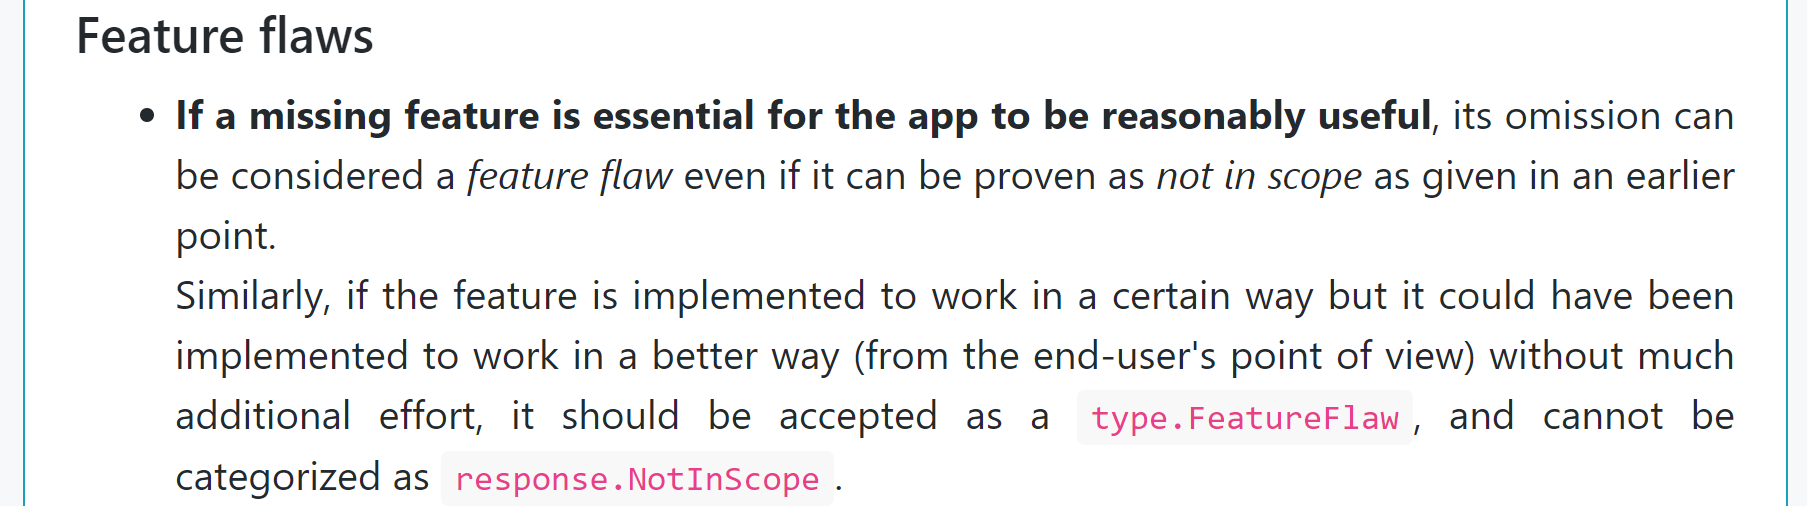 Feature flaws
• If a missing feature is essential for the app to be reasonably useful, its omission can
be considered a feature flaw even if it can be proven as not in scope as given in an earlier
point.
Similarly, if the feature is implemented to work in a certain way but it could have been
implemented to work in a better way (from the end-user's point of view) without much
additional effort, it should be accepted as a type.FeatureFlaw, and cannot be
categorized as response.NotInScope.